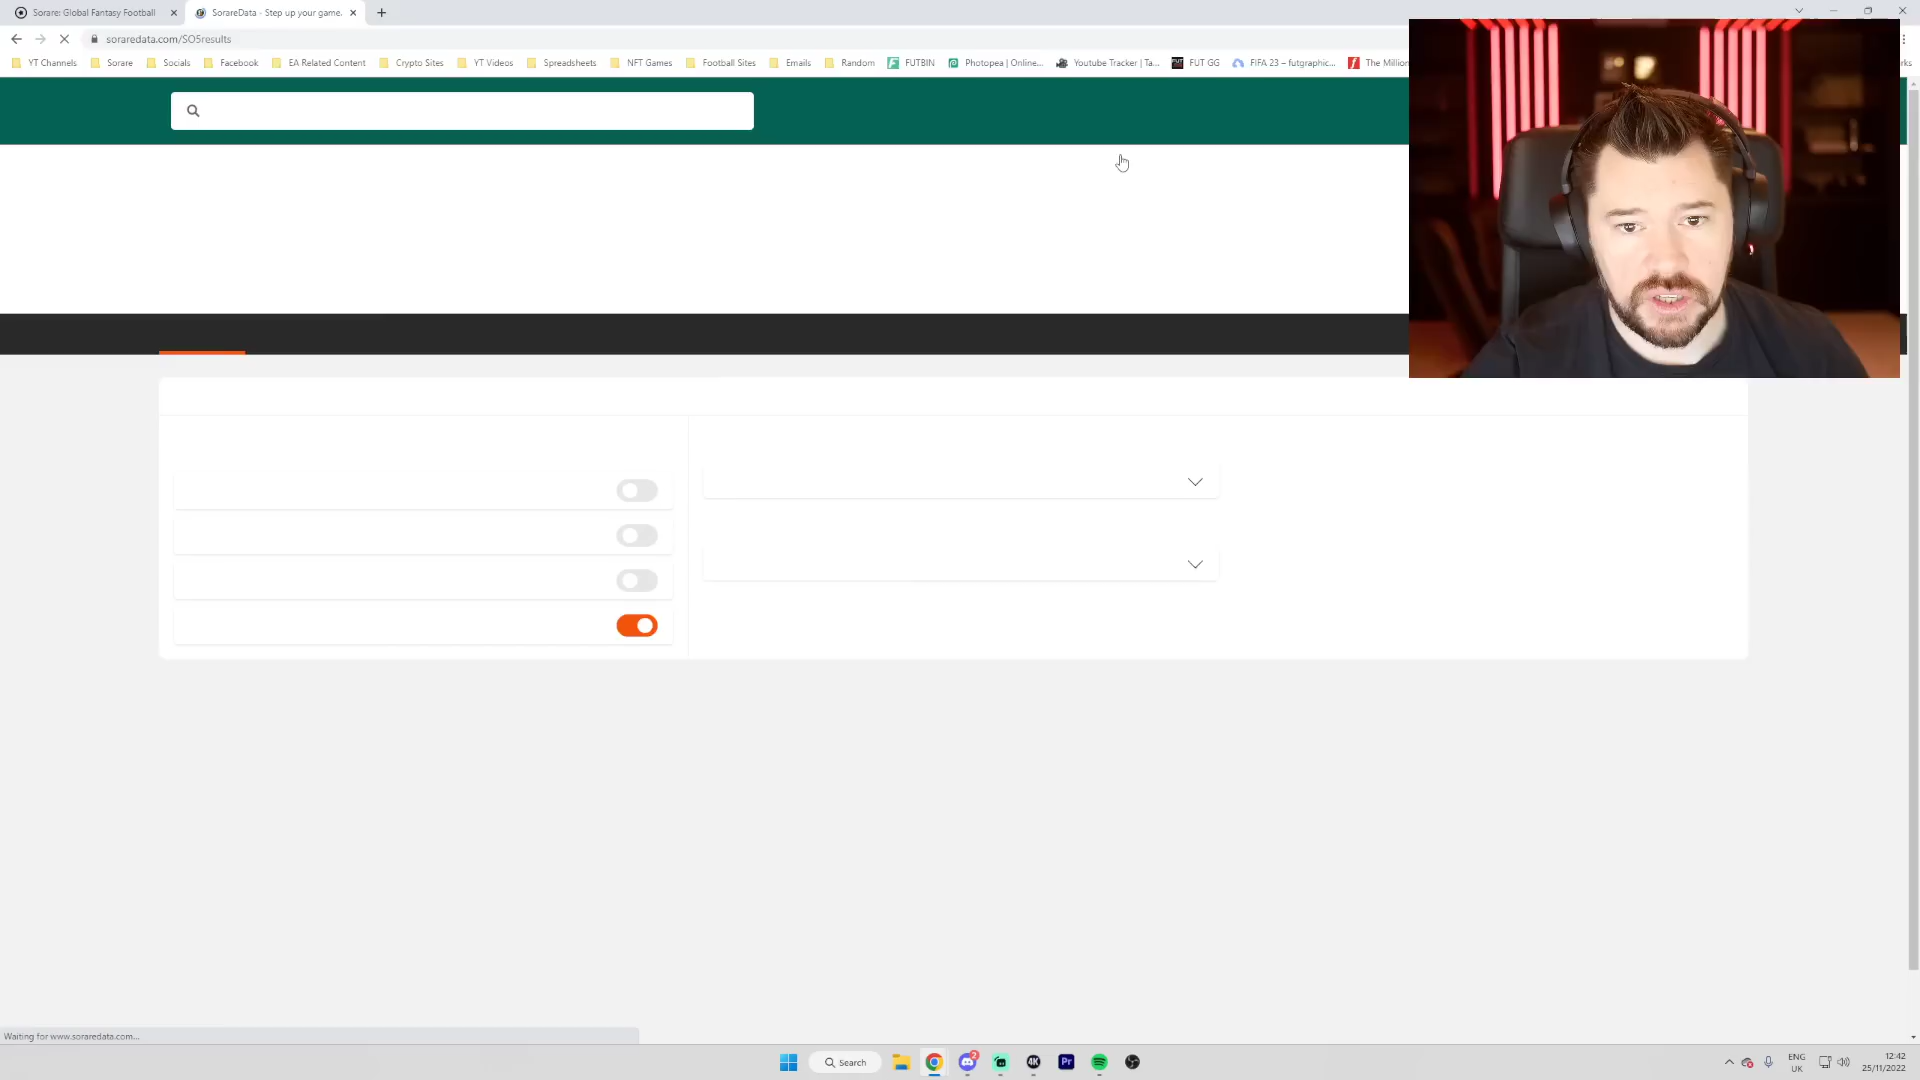 Sorare: Global Fantasy Football
SorareData - Step up your game.
soraredata.com/SO5results
YT Channels Sorare Socials Facebook EA Related Content Crypto Sites YT Videos Spreadsheets NFT Games Football Sites Emails Random FUTBIN Photopea | Online... Youtube Tracker | Ta... FUT GG FIFA 23 – futgraphic... The Million
Waiting for www.soraredata.com...
Search
2
4K
Pr
ENG
UK
12:42
25/11/2022